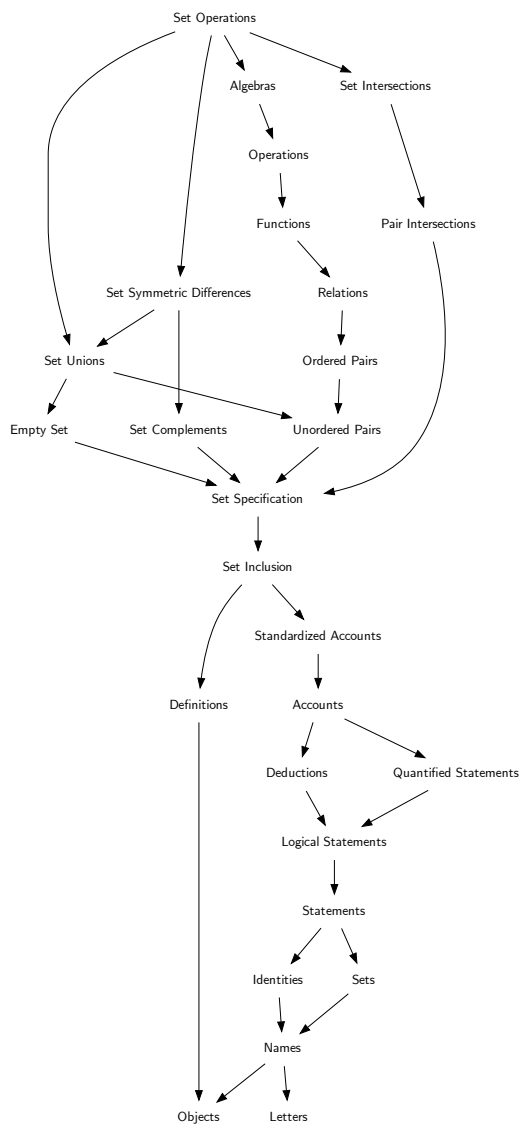 Set Operations
Algebras
Set Intersections
Operations
Functions
Pair Intersections
Set Symmetric Differences
Relations
Set Unions
Ordered Pairs
Empty Set
Set Complements
Unordered Pairs
Set Specification
Set Inclusion
Standardized Accounts
Definitions
Accounts
Deductions
Quantified Statements
Logical Statements
Statements
Identities
Sets
Names
Objects
Letters